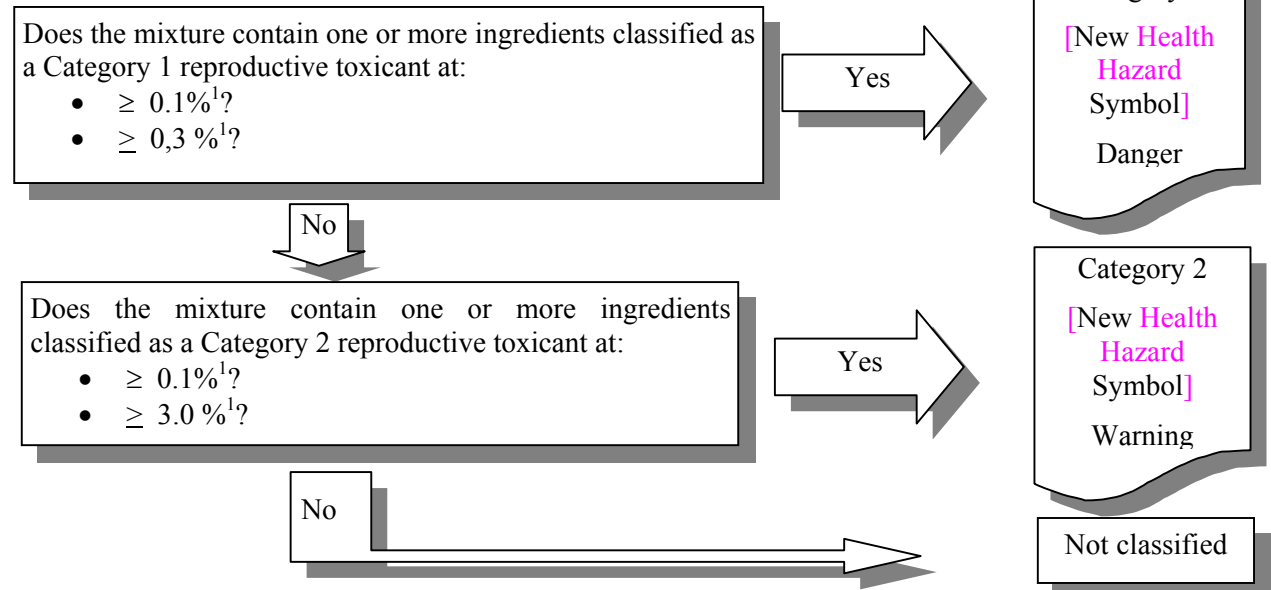 Does the mixture contain one or more ingredients classified as
a Category 1 reproductive toxicant at:
• ≥ 0.1%¹?
• ≥ 0,3 %¹?
Yes
[New Health
Hazard
Symbol]
Danger
No
Does the mixture contain one or more ingredients
classified as a Category 2 reproductive toxicant at:
• ≥ 0.1%¹?
• ≥ 3.0 %¹?
Yes
Category 2
[New Health
Hazard
Symbol]
Warning
No
Not classified